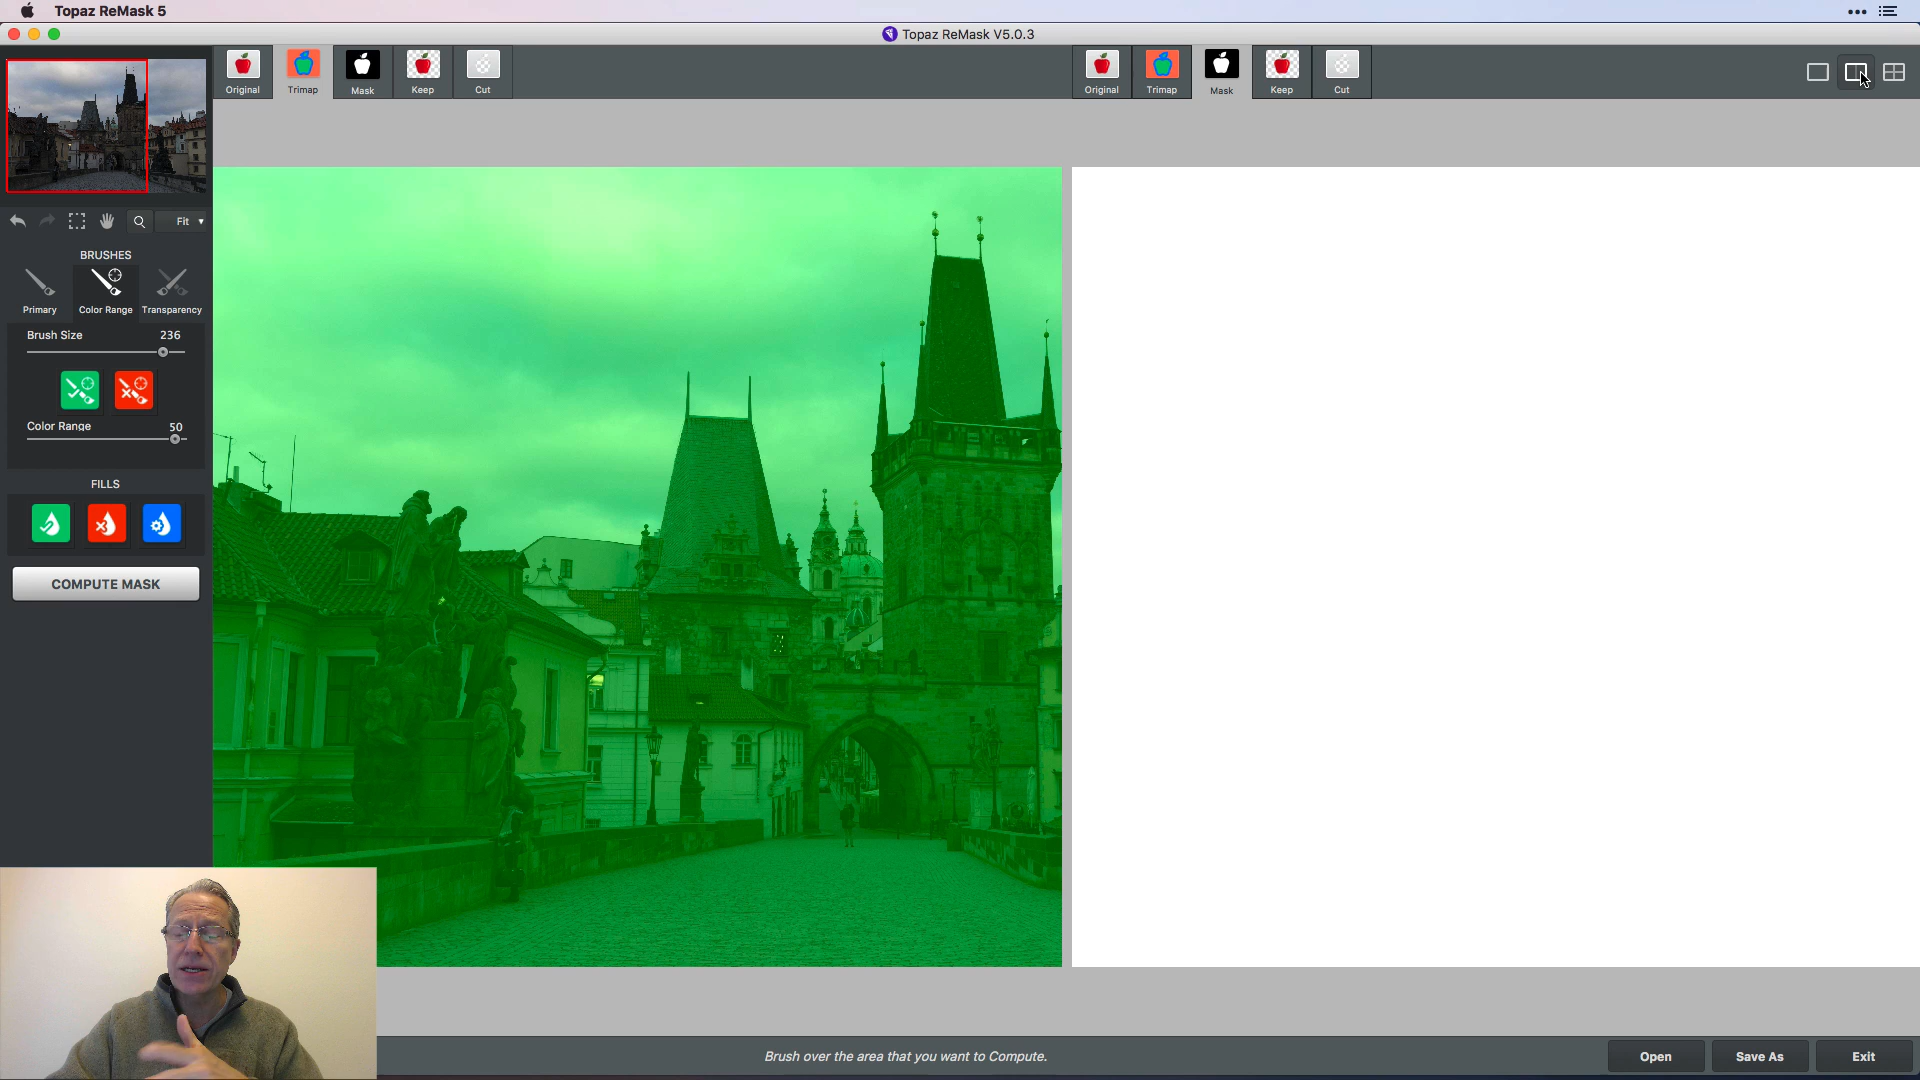 Topaz ReMask 5
Topaz ReMask V5.0.3
Original Trimap Mask Keep Cut
Original Trimap Mask Keep Cut
Fit
BRUSHES
Primary Color Range Transparency
Brush Size 236
Color Range 50
FILLS
COMPUTE MASK
Brush over the area that you want to Compute.
Open Save As Exit